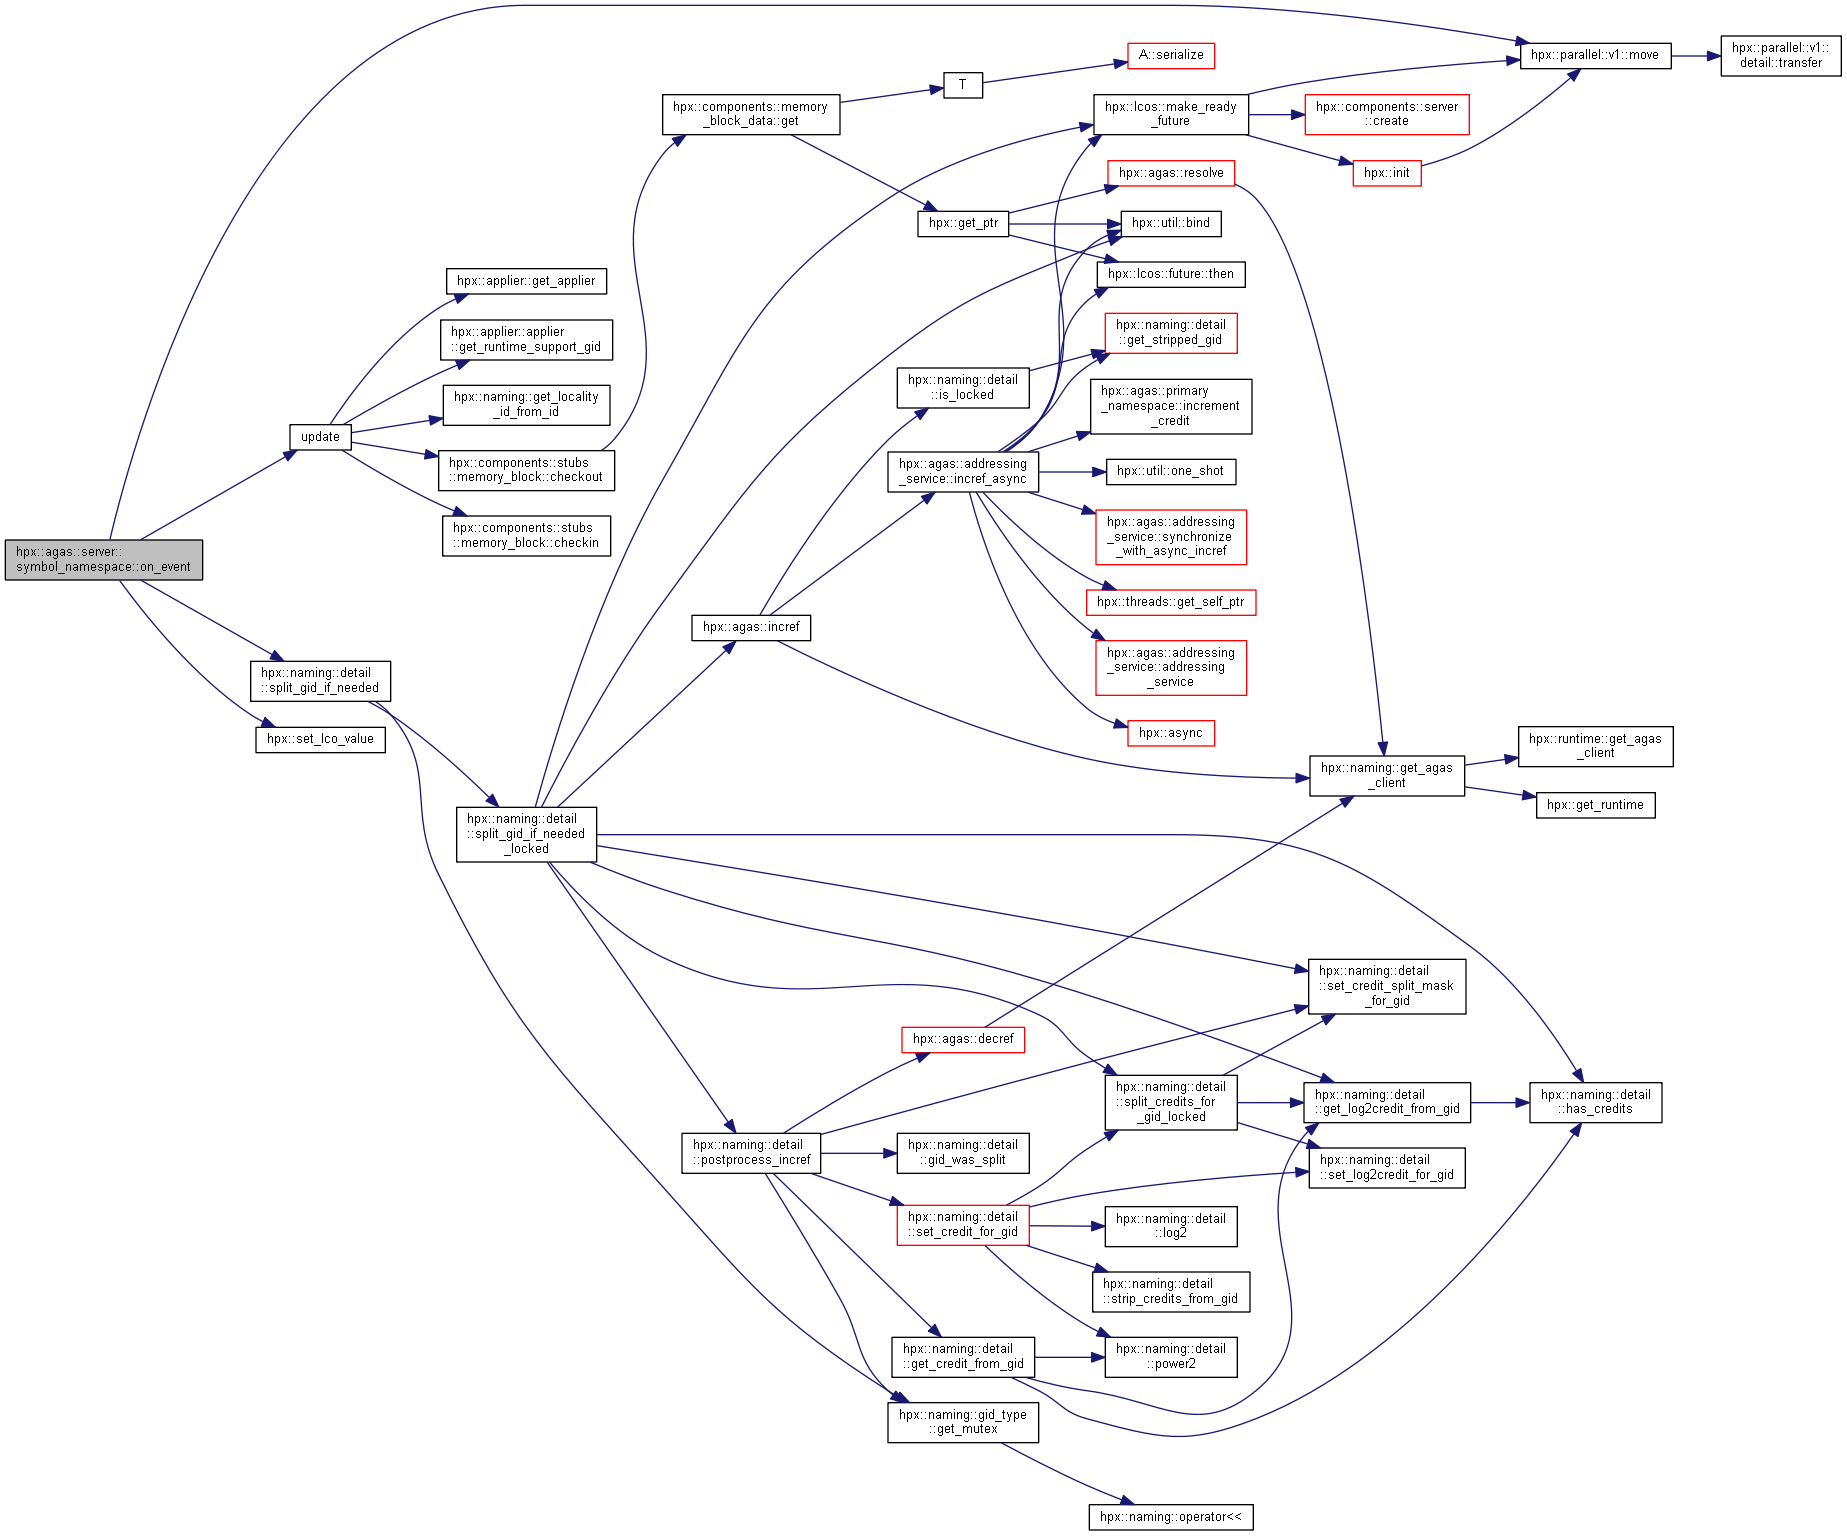 hpx::agas::server::
symbol_namespace::on_event
update
hpx::naming::detail
::split_gid_if_needed
hpx::set_lco_value
hpx::applier::get_applier
hpx::applier::applier
::get_runtime_support_gid
hpx::naming::get_locality
_id_from_id
hpx::components::stubs
::memory_block::checkout
hpx::components::stubs
::memory_block::checkin
hpx::naming::detail
::split_gid_if_needed
_locked
hpx::components::memory
_block_data::get
hpx::agas::incref
hpx::naming::detail
::postprocess_incref
T
hpx::get_ptr
hpx::naming::detail
::is_locked
hpx::agas::addressing
_service::incref_async
hpx::agas::decref
hpx::naming::detail
::gid_was_split
hpx::naming::detail
::set_credit_for_gid
hpx::naming::detail
::get_credit_from_gid
hpx::naming::gid_type
::get_mutex
A::serialize
hpx::lcos::make_ready
_future
hpx::agas::resolve
hpx::util::bind
hpx::lcos::future::then
hpx::naming::detail
::get_stripped_gid
hpx::agas::primary
_namespace::increment
_credit
hpx::util::one_shot
hpx::agas::addressing
_service::synchronize
_with_async_incref
hpx::threads::get_self_ptr
hpx::agas::addressing
_service::addressing
_service
hpx::async
hpx::naming::detail
::split_credits_for
_gid_locked
hpx::naming::detail
::log2
hpx::naming::detail
::strip_credits_from_gid
hpx::naming::detail
::power2
hpx::naming::operator<<
hpx::components::server
::create
hpx::init
hpx::naming::get_agas
_client
hpx::naming::detail
::set_credit_split_mask
_for_gid
hpx::naming::detail
::get_log2credit_from_gid
hpx::naming::detail
::set_log2credit_for_gid
hpx::parallel::v1::move
hpx::runtime::get_agas
_client
hpx::get_runtime
hpx::naming::detail
::has_credits
hpx::parallel::v1::
detail::transfer